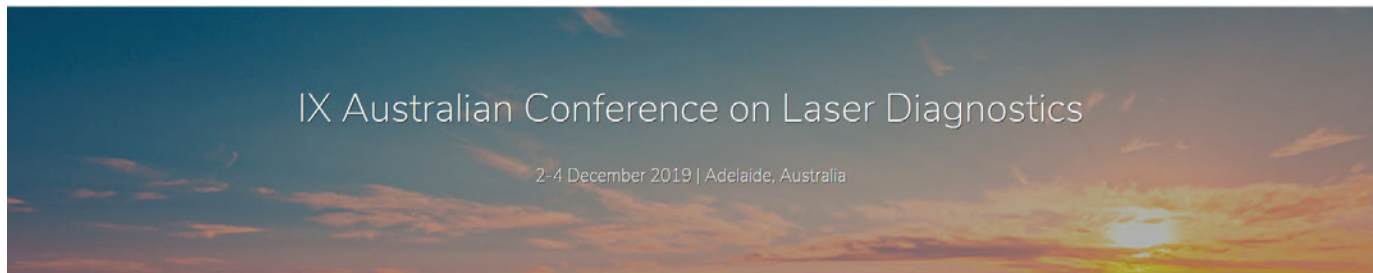 IX Australian Conference on Laser Diagnostics
2-4 December 2019 | Adelaide, Australia